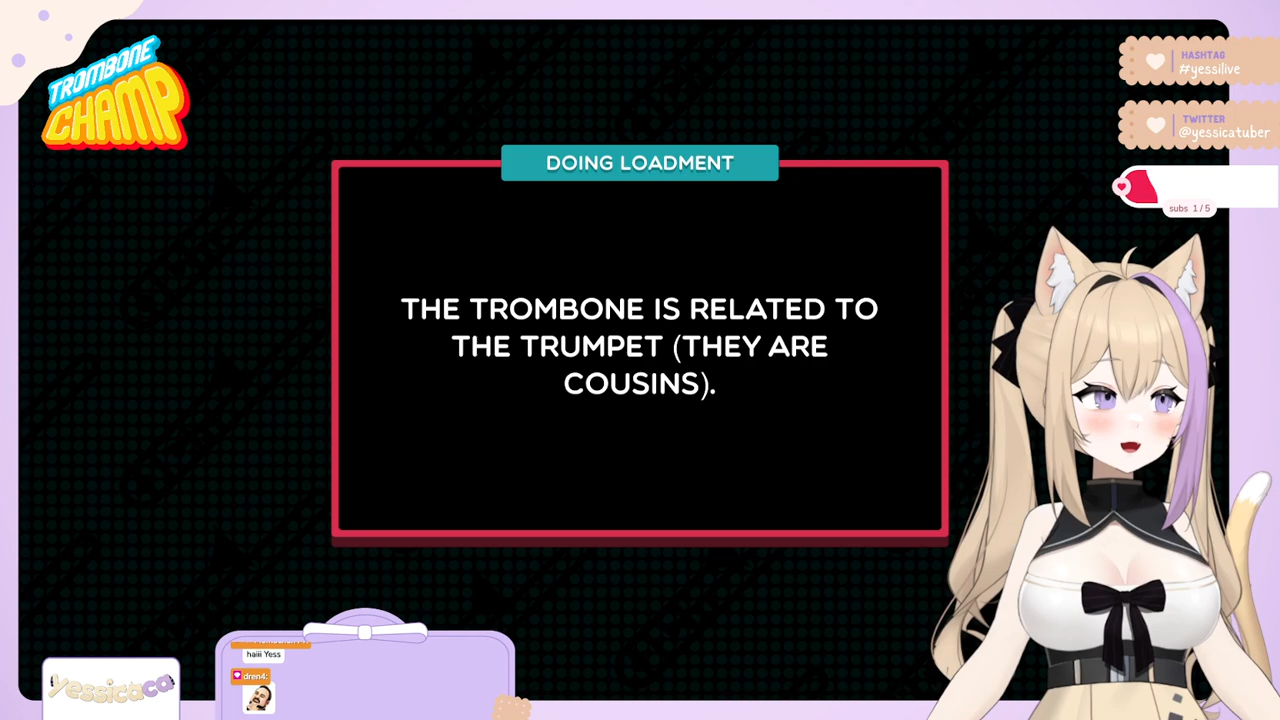 TROMBONE
CHAMP
DOING LOADMENT
THE TROMBONE IS RELATED TO
THE TRUMPET (THEY ARE
COUSINS).
HASHTAG
#yessilive
TWITTER
@yessicatuber
subs 1 / 5
haiii Yess
dren4:
yessicaca